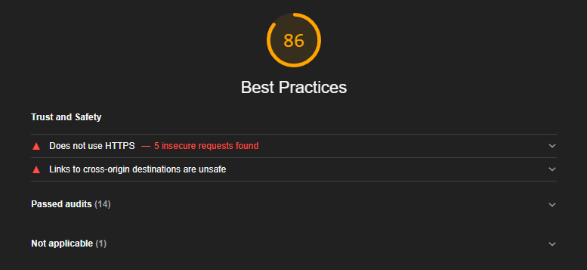 86
Best Practices
Trust and Safety
Does not use HTTPS — 5 insecure requests found
Links to cross-origin destinations are unsafe
Passed audits (14)
Not applicable (1)